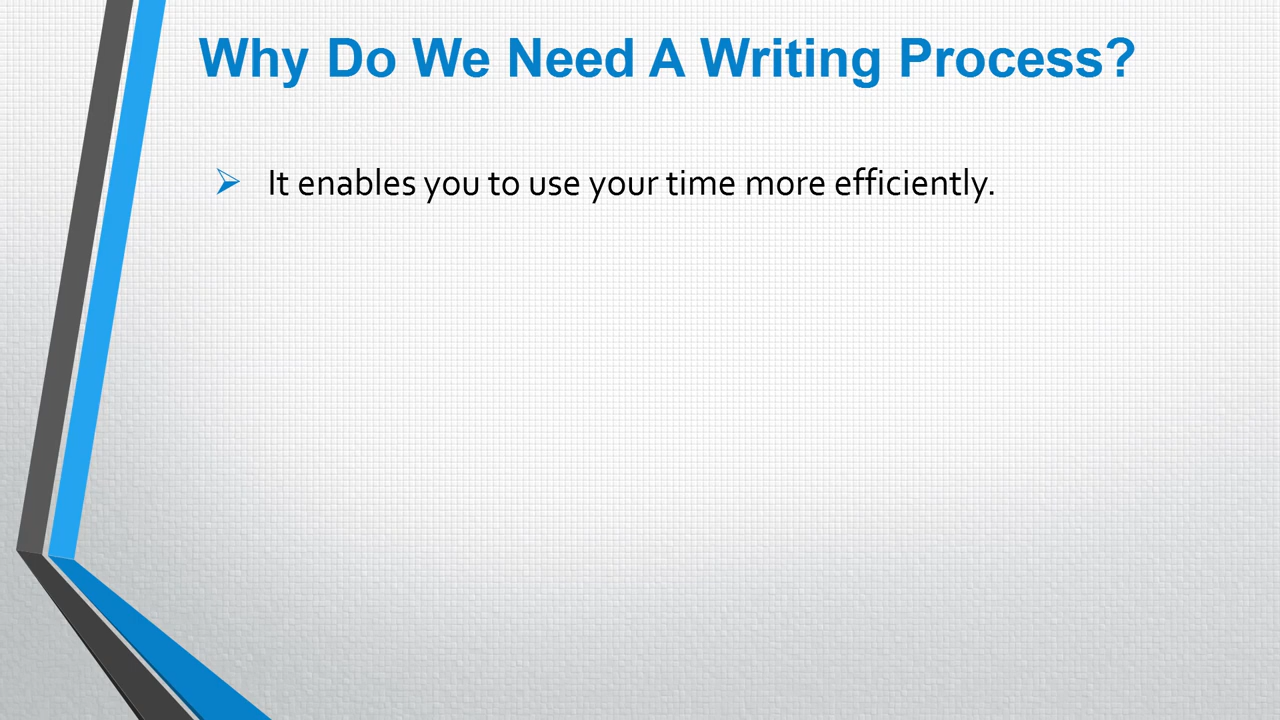 Why Do We Need A Writing Process?
It enables you to use your time more efficiently.